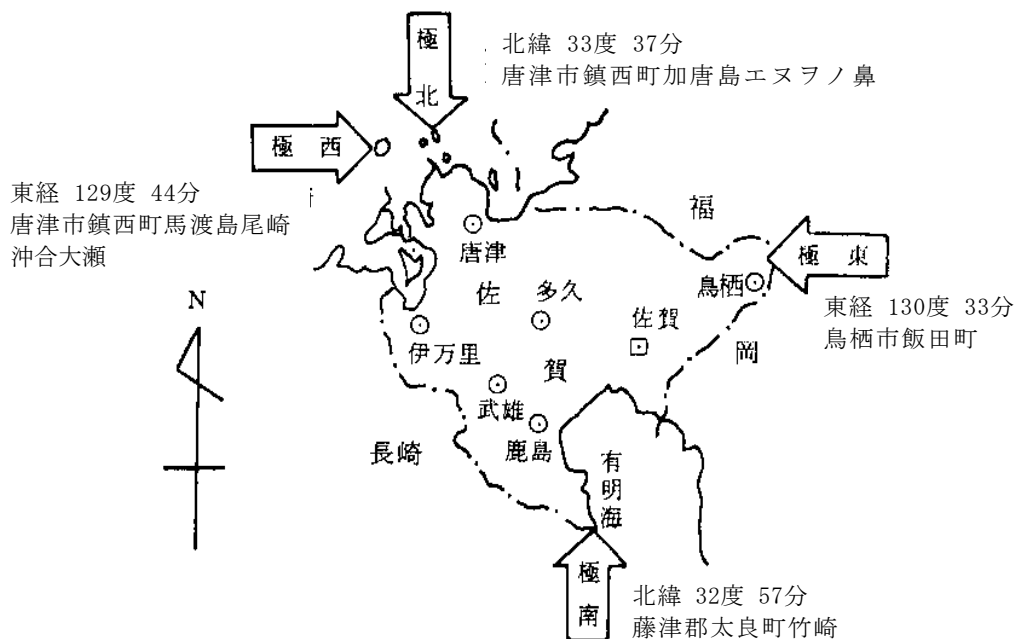 極北
北緯 33度 37分
唐津市鎮西町加唐島エヌヲノ鼻
極西
東経 129度 44分
唐津市鎮西町馬渡島尾崎
沖合大瀬
福
極東
唐津
鳥栖
東経 130度 33分
鳥栖市飯田町
N
佐
多久
佐賀
伊万里
岡
賀
武雄
長崎
鹿島
有明海
極南
北緯 32度 57分
藤津郡太良町竹崎